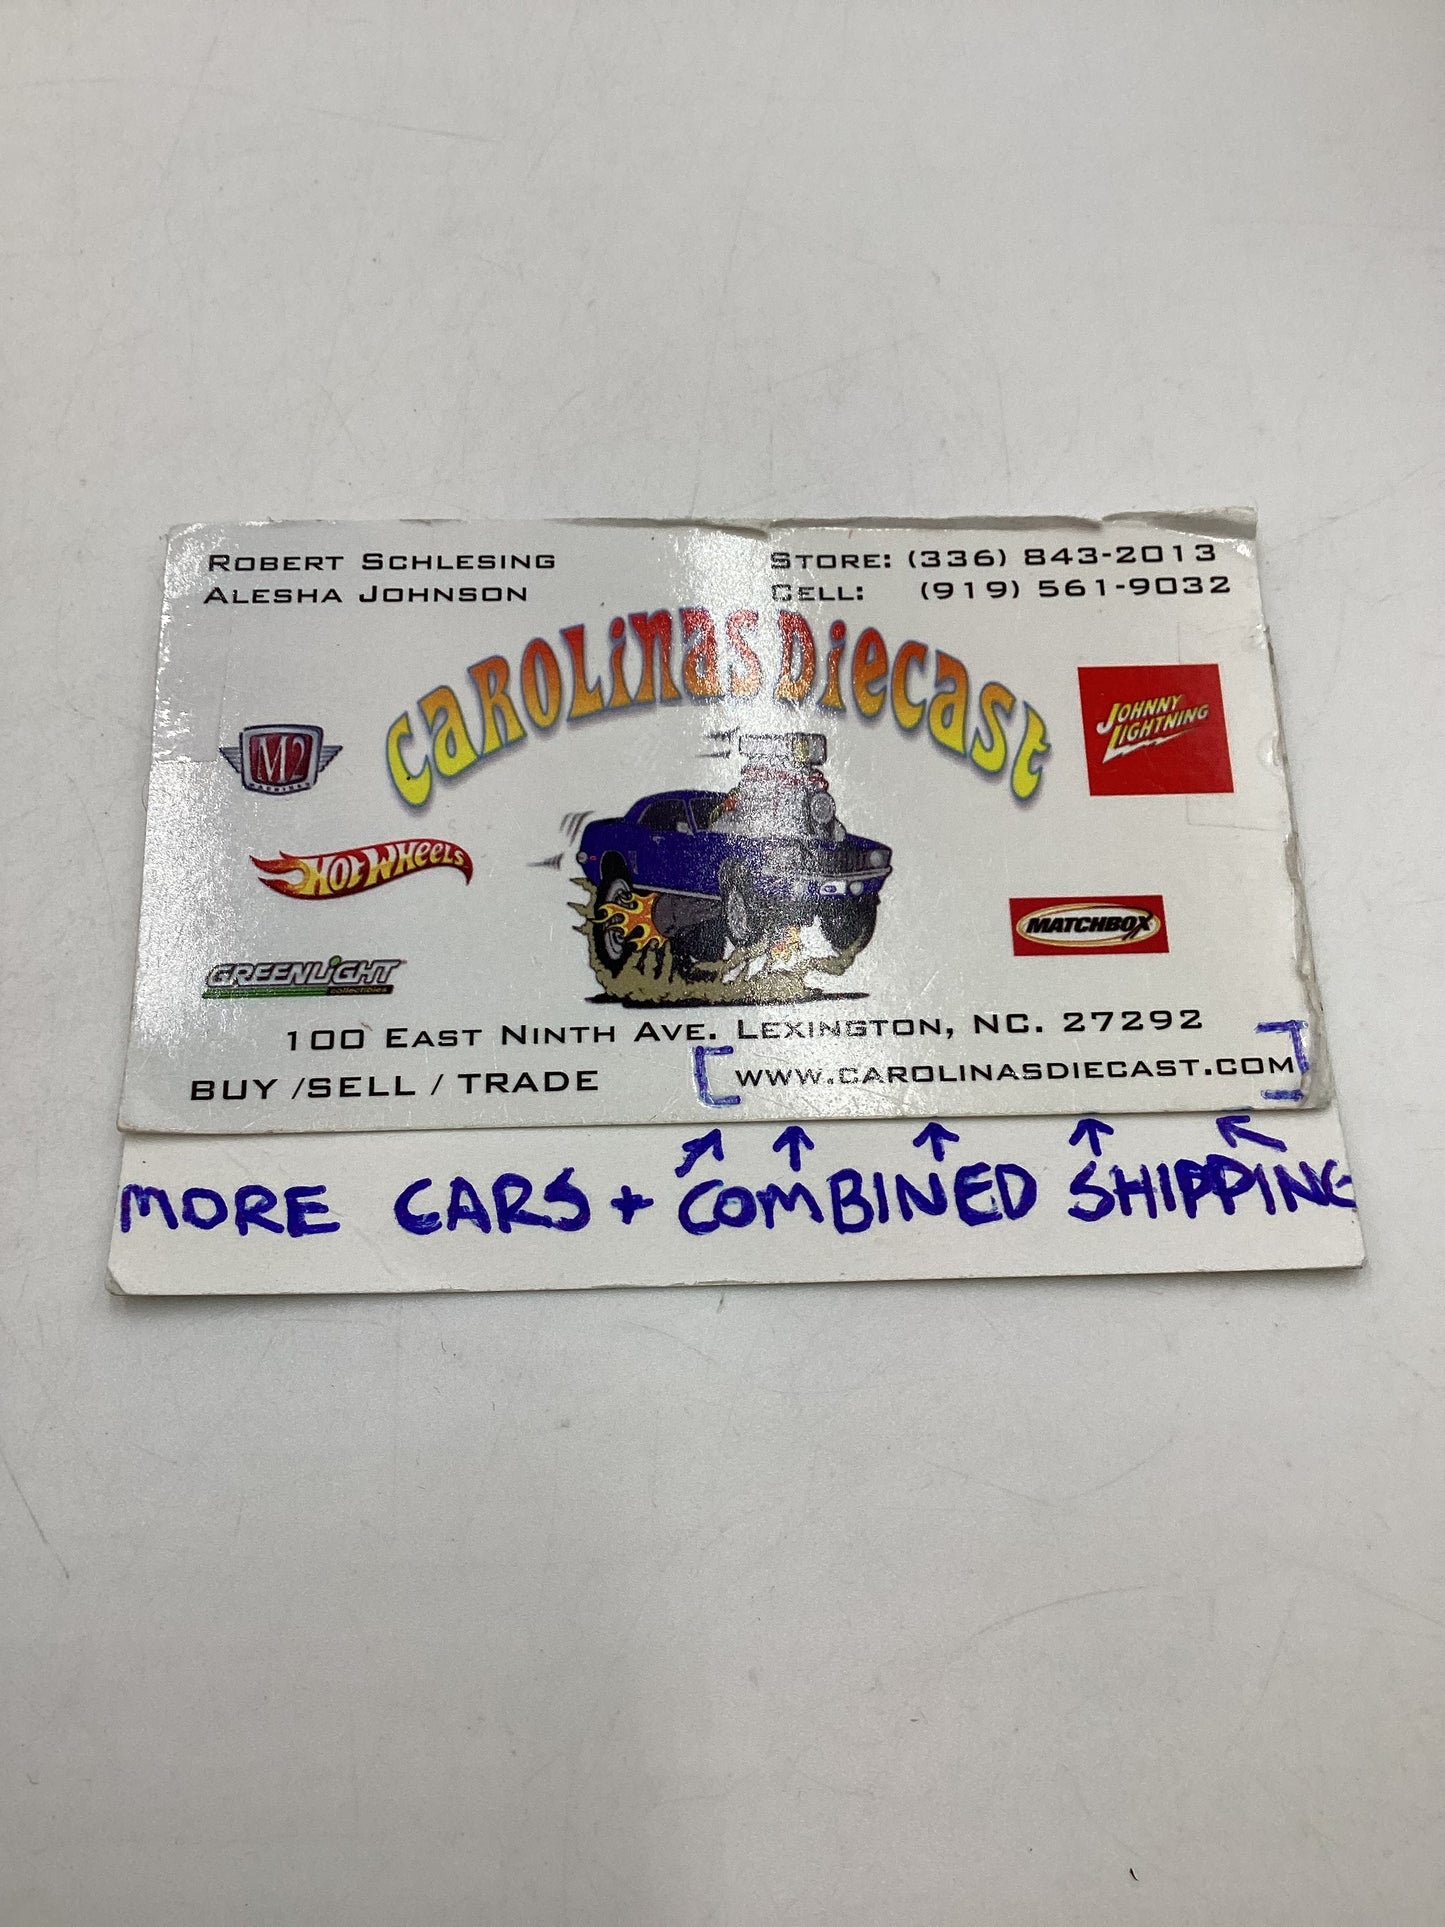 ROBERT SCHLESING
ALESHA JOHNSON
STORE: (336) 843-2013
CELL: (919) 561-9032
CAROLINAS DIECAST
M2
MACHINES
JOHNNY
LIGHTNING
HOT WHEELS
MATCHBOX
GREENLIGHT
collectibles
100 EAST NINTH AVE. LEXINGTON, NC. 27292
BUY /SELL / TRADE
[WWW.CAROLINASDIECAST.COM]
↗ ↑ ↑ ↑ ↖
MORE CARS + COMBINED SHIPPING